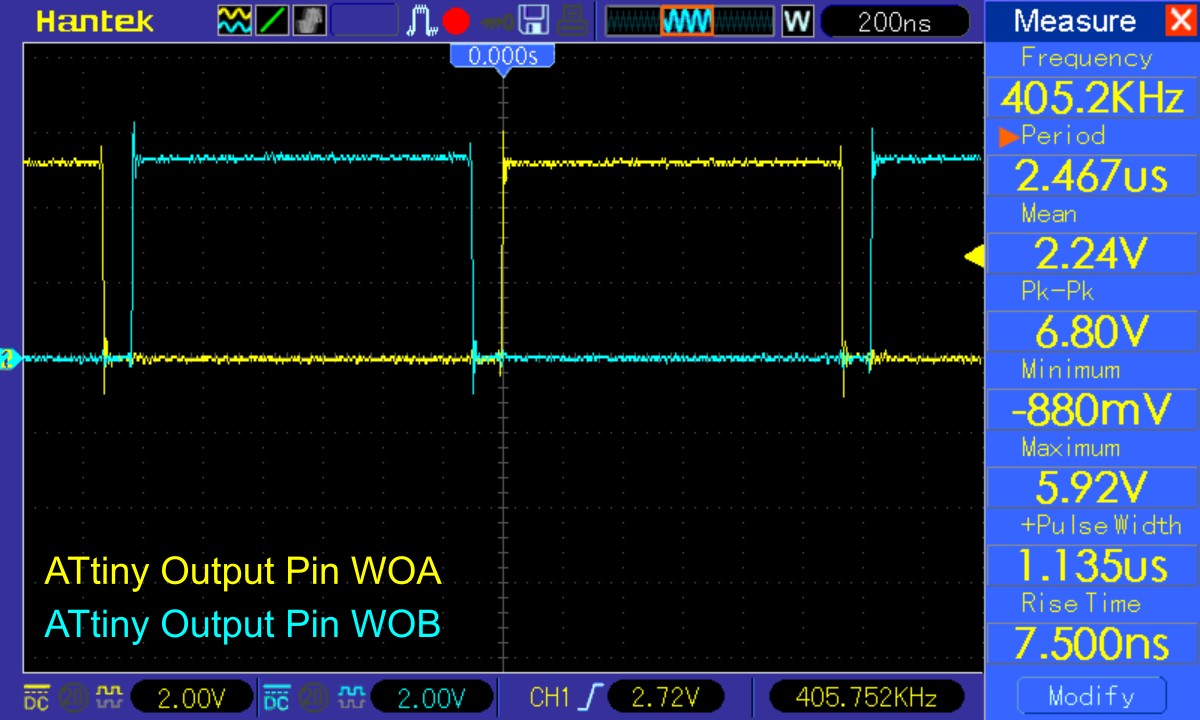 Hantek
W
200ns
Measure
X
0.000s
Frequency
405.2KHz
Period
2.467us
Mean
2.24V
Pk-Pk
6.80V
Minimum
-880mV
Maximum
5.92V
+Pulse Width
1.135us
Rise Time
7.500ns
Modify
?
ATtiny Output Pin WOA
ATtiny Output Pin WOB
DC 20 2.00V DC 20 2.00V CH1 2.72V 405.752KHz